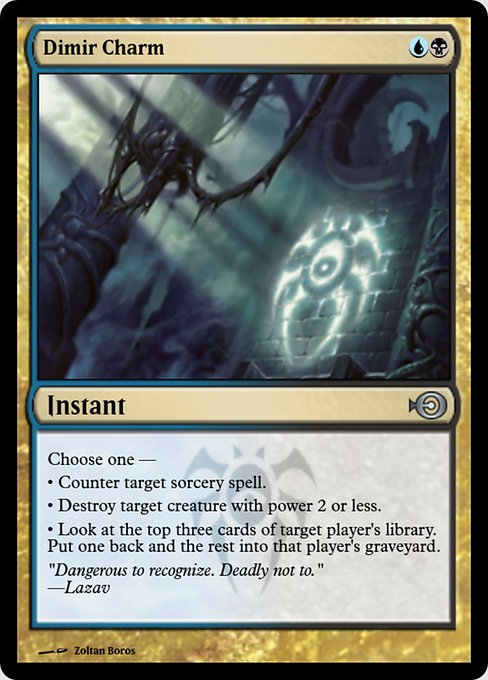 Dimir Charm
Instant
Choose one —
• Counter target sorcery spell.
• Destroy target creature with power 2 or less.
• Look at the top three cards of target player's library.
Put one back and the rest into that player's graveyard.
"Dangerous to recognize. Deadly not to."
—Lazav
Zoltan Boros